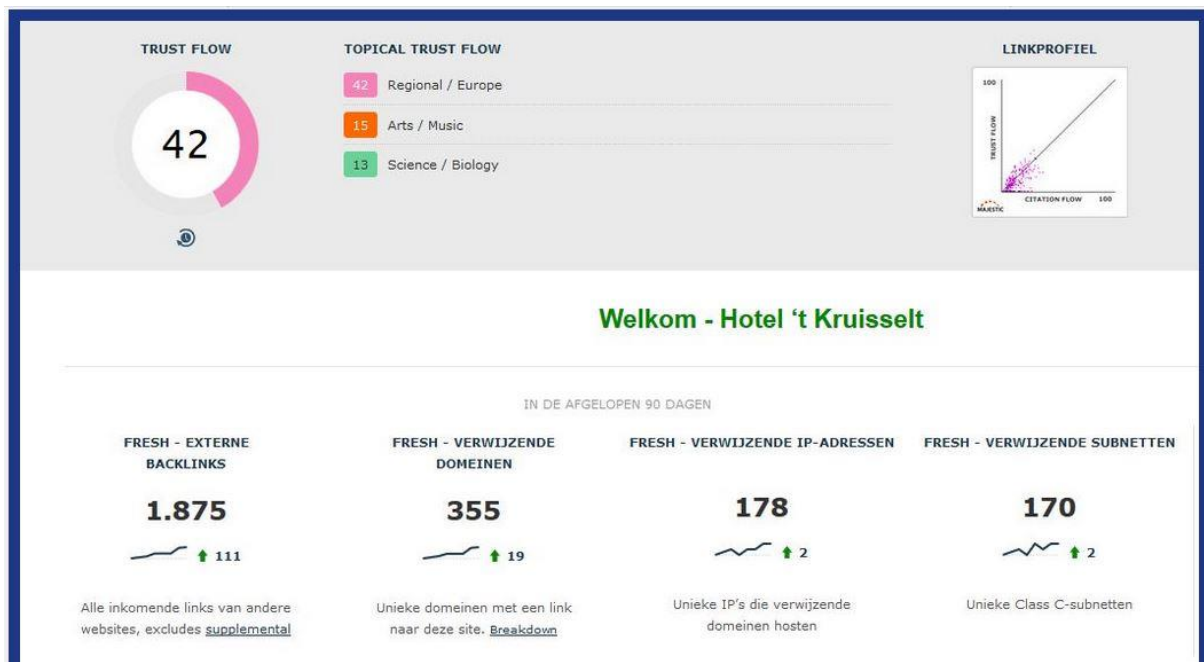 TRUST FLOW
42
TOPICAL TRUST FLOW
42 Regional / Europe
15 Arts / Music
13 Science / Biology
LINKPROFIEL
100
TRUST FLOW
CITATION FLOW 100
MAJESTIC
Welkom - Hotel ‘t Kruisselt
IN DE AFGELOPEN 90 DAGEN
FRESH - EXTERNE
BACKLINKS
1.875
111
Alle inkomende links van andere
websites, excludes supplemental
FRESH - VERWIJZENDE
DOMEINEN
355
19
Unieke domeinen met een link
naar deze site. Breakdown
FRESH - VERWIJZENDE IP-ADRESSEN
178
2
Unieke IP's die verwijzende
domeinen hosten
FRESH - VERWIJZENDE SUBNETTEN
170
2
Unieke Class C-subnetten